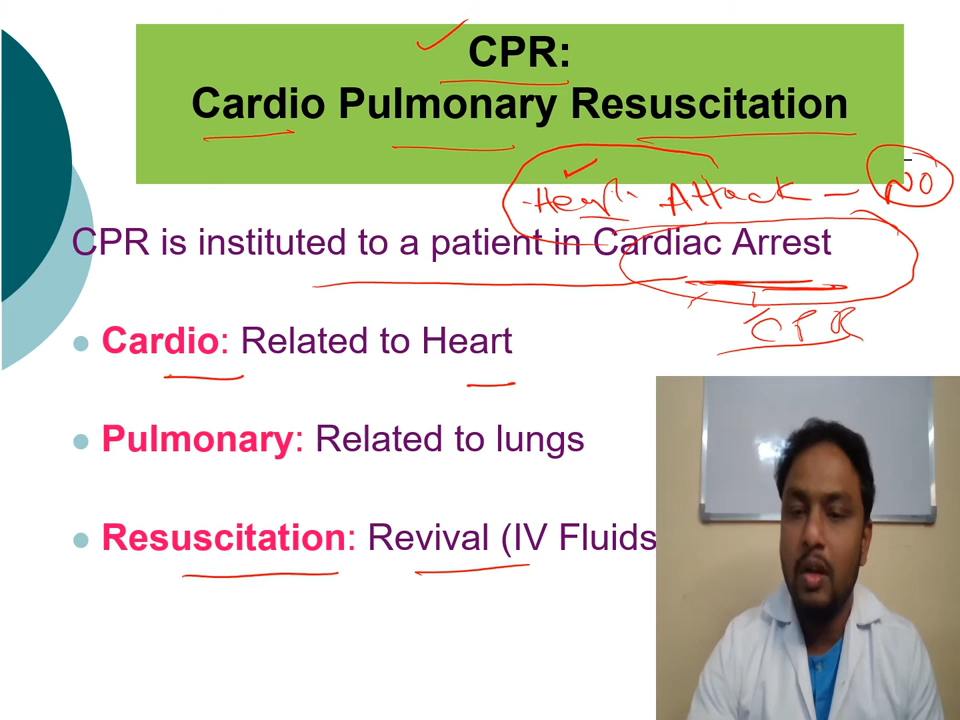 CPR:
Cardio Pulmonary Resuscitation
Heart Attack - NO
CPR is instituted to a patient in Cardiac Arrest
CPR
Cardio: Related to Heart
Pulmonary: Related to lungs
Resuscitation: Revival (IV Fluids